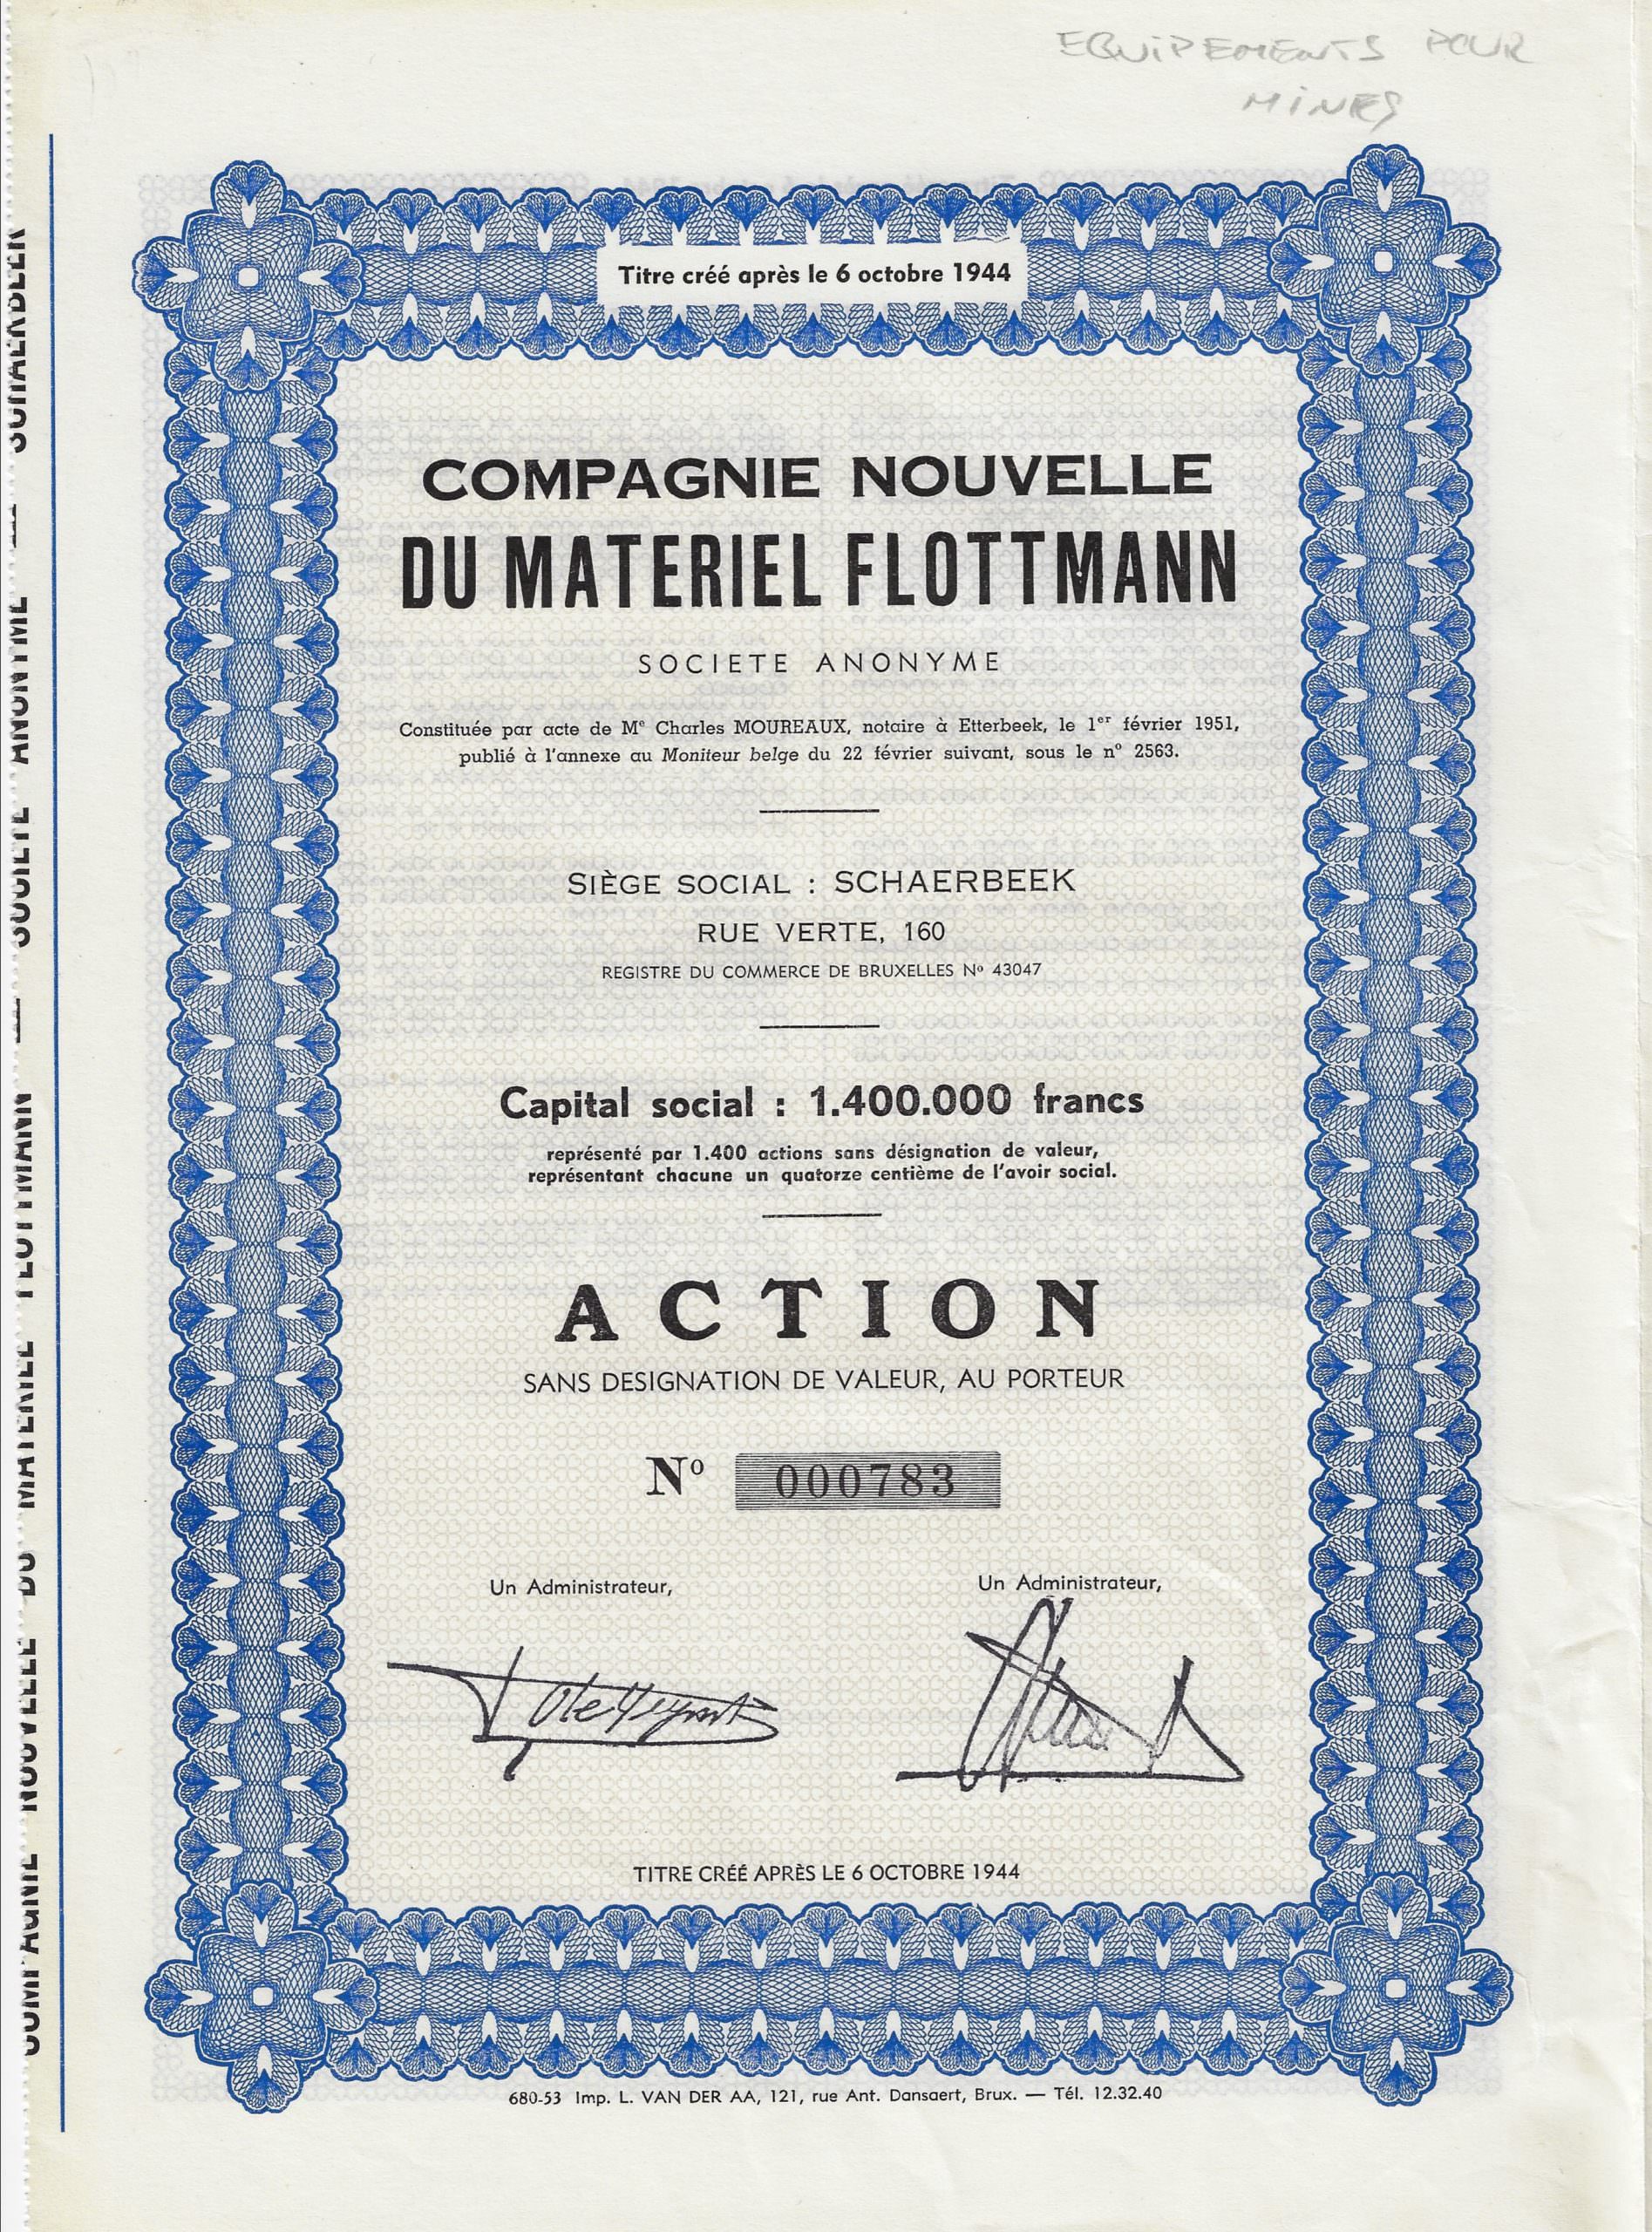 EQUIPEMENTS POUR
MINES
Titre créé après le 6 octobre 1944
COMPAGNIE NOUVELLE
DU MATERIEL FLOTTMANN
SOCIETE ANONYME
Constituée par acte de Mᵉ Charles MOUREAUX, notaire à Etterbeek, le 1ᵉʳ février 1951,
publié à l'annexe au Moniteur belge du 22 février suivant, sous le nº 2563.
SIÈGE SOCIAL : SCHAERBEEK
RUE VERTE, 160
REGISTRE DU COMMERCE DE BRUXELLES Nº 43047
Capital social : 1.400.000 francs
représenté par 1.400 actions sans désignation de valeur,
représentant chacune un quatorze centième de l'avoir social.
ACTION
SANS DESIGNATION DE VALEUR, AU PORTEUR
Nº 000783
Un Administrateur, Un Administrateur,
TITRE CRÉÉ APRÈS LE 6 OCTOBRE 1944
680-53 Imp. L. VAN DER AA, 121, rue Ant. Dansaert, Brux. — Tél. 12.32.40
COMPAGNIE NOUVELLE DU MATERIEL FLOTTMANN — SOCIETE ANONYME — SCHAERBEEK